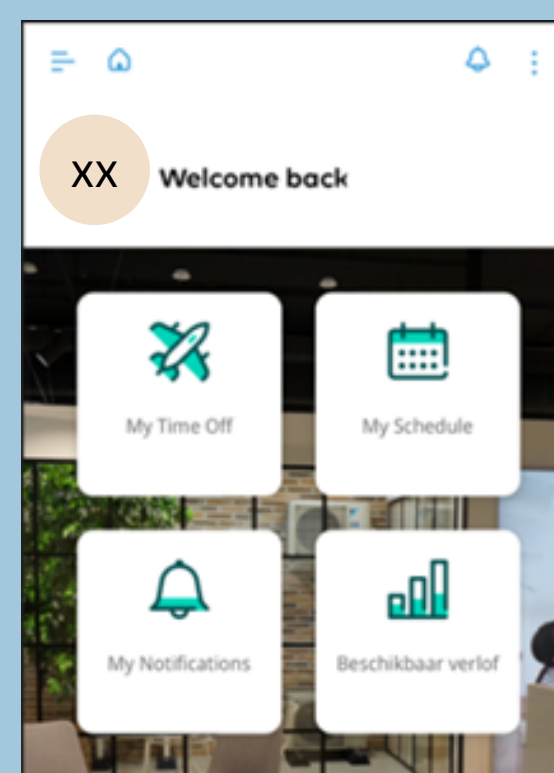 XX
Welcome back
My Time Off
My Schedule
My Notifications
Beschikbaar verlof